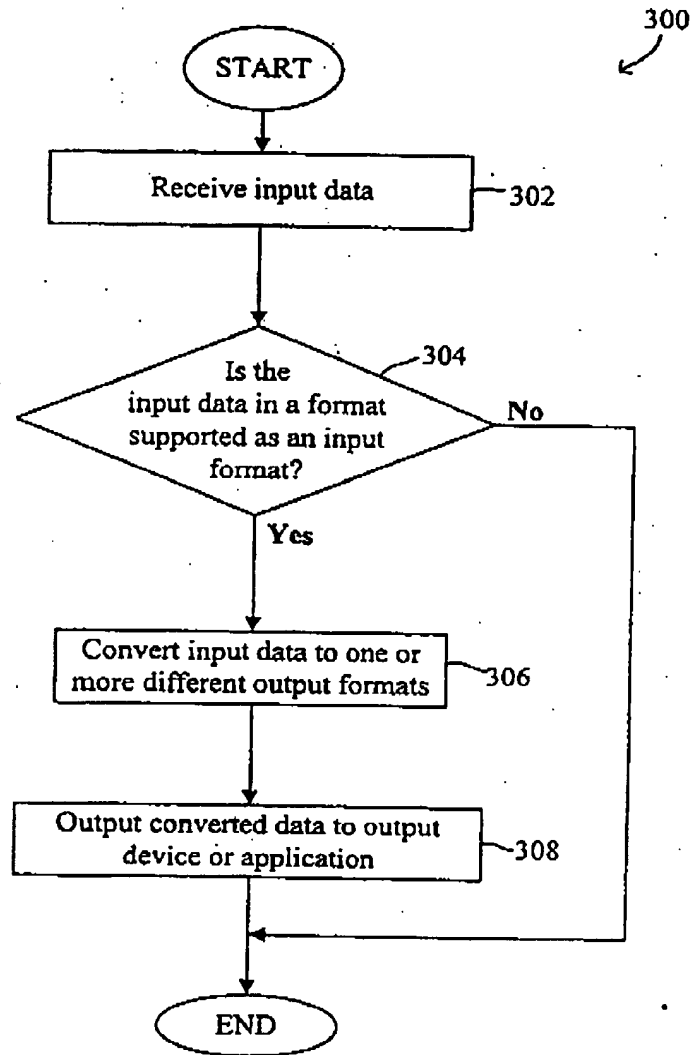 300
START
Receive input data
302
304
Is the
input data in a format
supported as an input
format?
No
Yes
Convert input data to one or
more different output formats
306
Output converted data to output
device or application
308
END